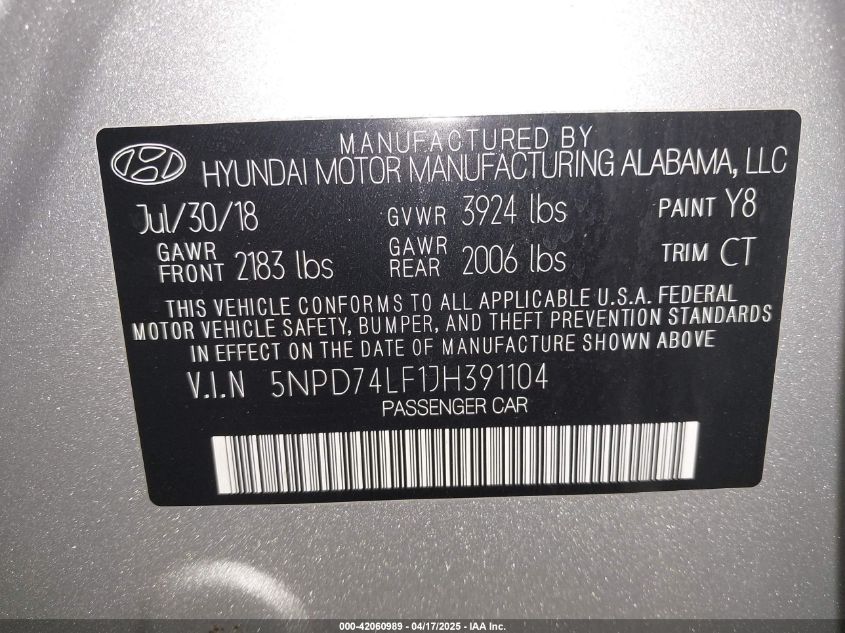 MANUFACTURED BY
HYUNDAI MOTOR MANUFACTURING ALABAMA, LLC
Jul/30/18 GVWR 3924 lbs PAINT Y8
GAWR FRONT 2183 lbs GAWR REAR 2006 lbs TRIM CT
THIS VEHICLE CONFORMS TO ALL APPLICABLE U.S.A. FEDERAL
MOTOR VEHICLE SAFETY, BUMPER, AND THEFT PREVENTION STANDARDS
IN EFFECT ON THE DATE OF MANUFACTURE SHOWN ABOVE
V.I.N 5NPD74LF1JH391104
PASSENGER CAR
000-42060989 - 04/17/2025 - IAA Inc.